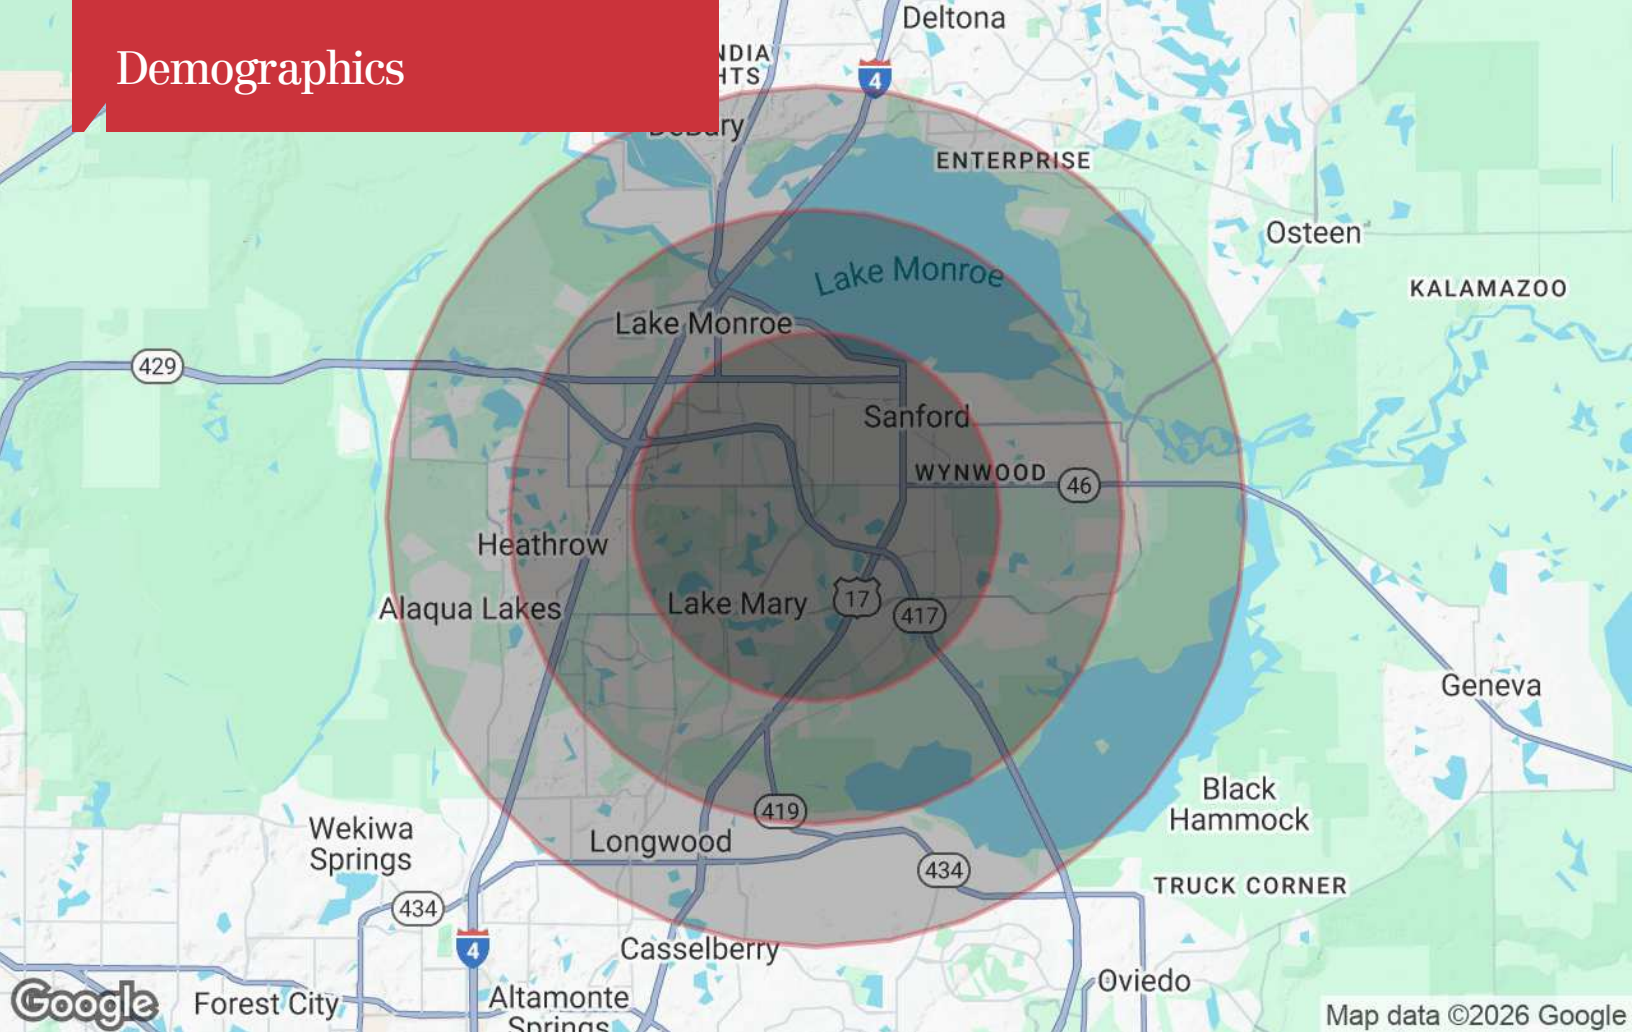 Demographics
Deltona
4
ENTERPRISE
Osteen
KALAMAZOO
Lake Monroe
Lake Monroe
429
Sanford
WYNWOOD
46
Heathrow
Alaqua Lakes
Lake Mary
17
417
Geneva
Black
Hammock
419
Wekiwa
Springs
Longwood
434
TRUCK CORNER
434
4
Casselberry
Oviedo
Google
Forest City
Altamonte
Springs
Map data ©2026 Google